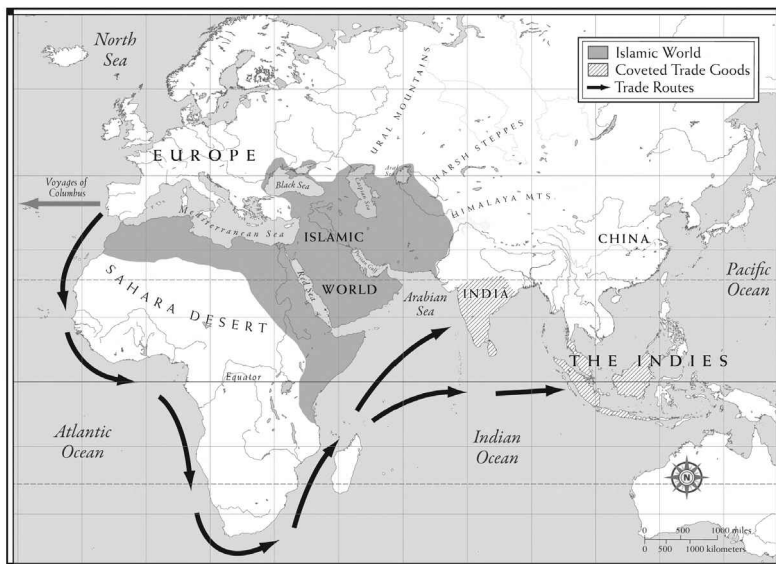 North
Sea
Islamic World
Coveted Trade Goods
Trade Routes
URAL MOUNTAINS
HARSH STEPPES
HIMALAYA MTS.
EUROPE
Voyages of
Columbus
Black Sea
Caspian Sea
Mediterranean Sea
ISLAMIC
WORLD
CHINA
Pacific
Ocean
SAHARA DESERT
Red Sea
Arabian
Sea
INDIA
THE INDIES
Equator
Atlantic
Ocean
Indian
Ocean
N
0 500 1000 miles
0 500 1000 kilometers